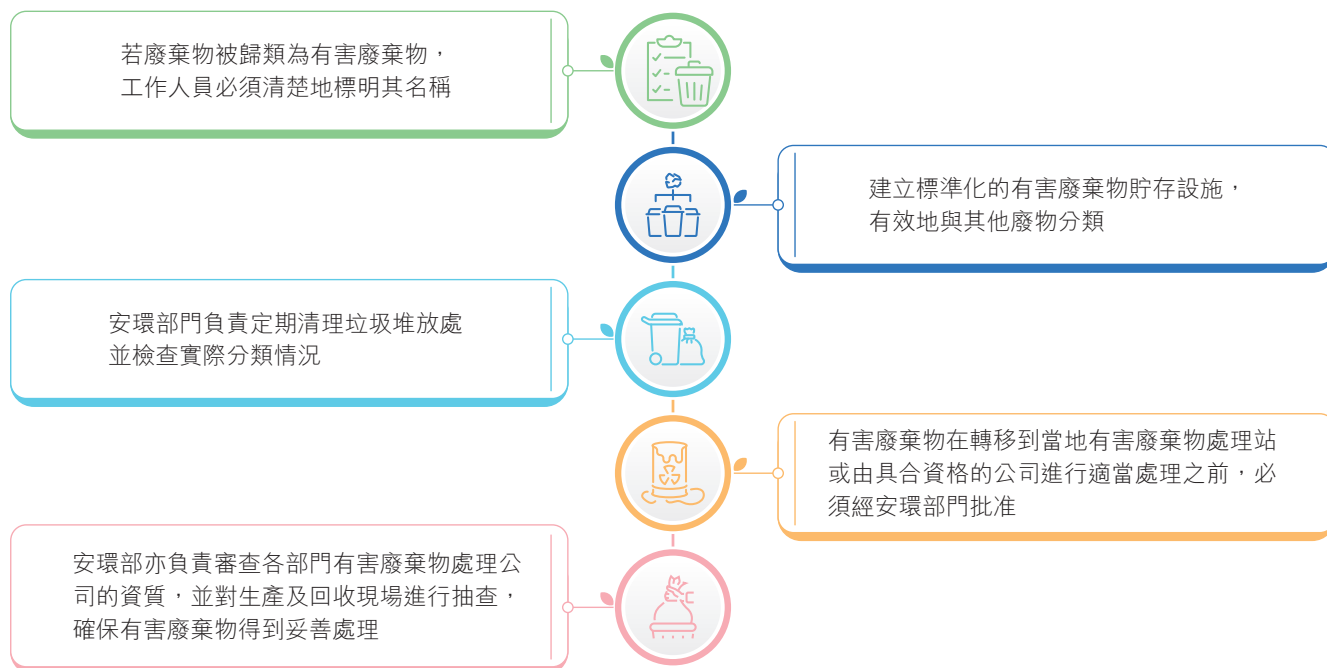 若廢棄物被歸類為有害廢棄物，
工作人員必須清楚地標明其名稱
建立標準化的有害廢棄物貯存設施，
有效地與其他廢物分類
安環部門負責定期清理垃圾堆放處
並檢查實際分類情況
有害廢棄物在轉移到當地有害廢棄物處理站
或由具合資格的公司進行適當處理之前，必
須經安環部門批准
安環部亦負責審查各部門有害廢棄物處理公
司的資質，並對生產及回收現場進行抽查，
確保有害廢棄物得到妥善處理